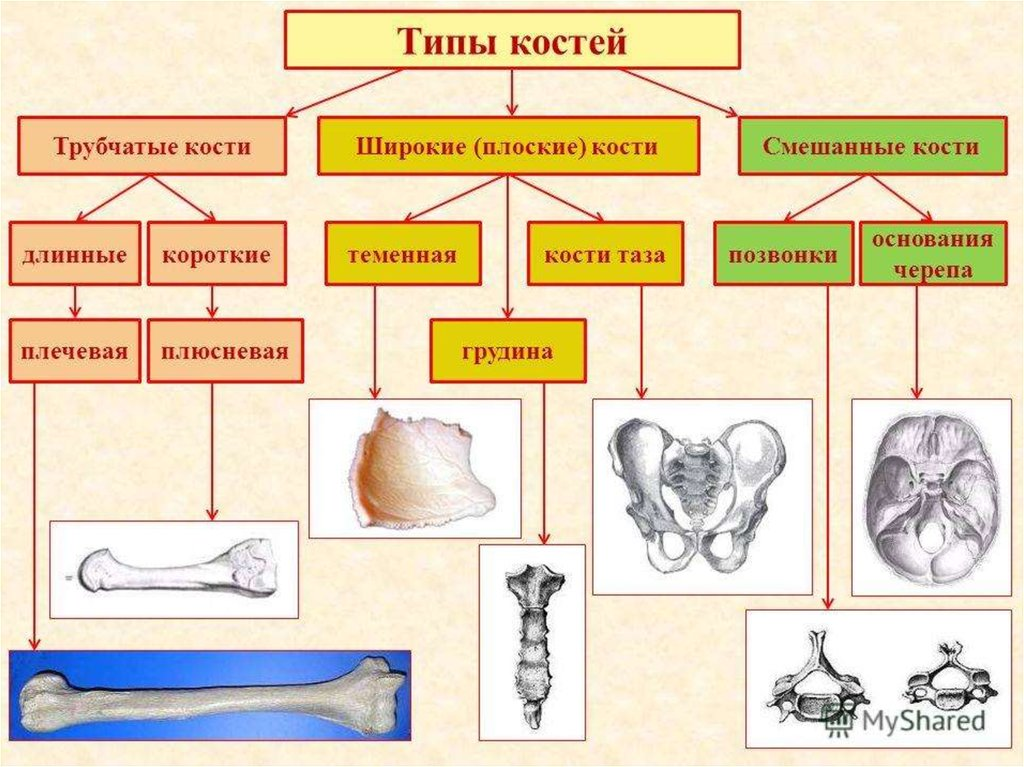 Типы костей
Трубчатые кости
Широкие (плоские) кости
Смешанные кости
длинные
короткие
теменная
кости таза
позвонки
основания
черепа
плечевая
плюсневая
грудина
MyShared